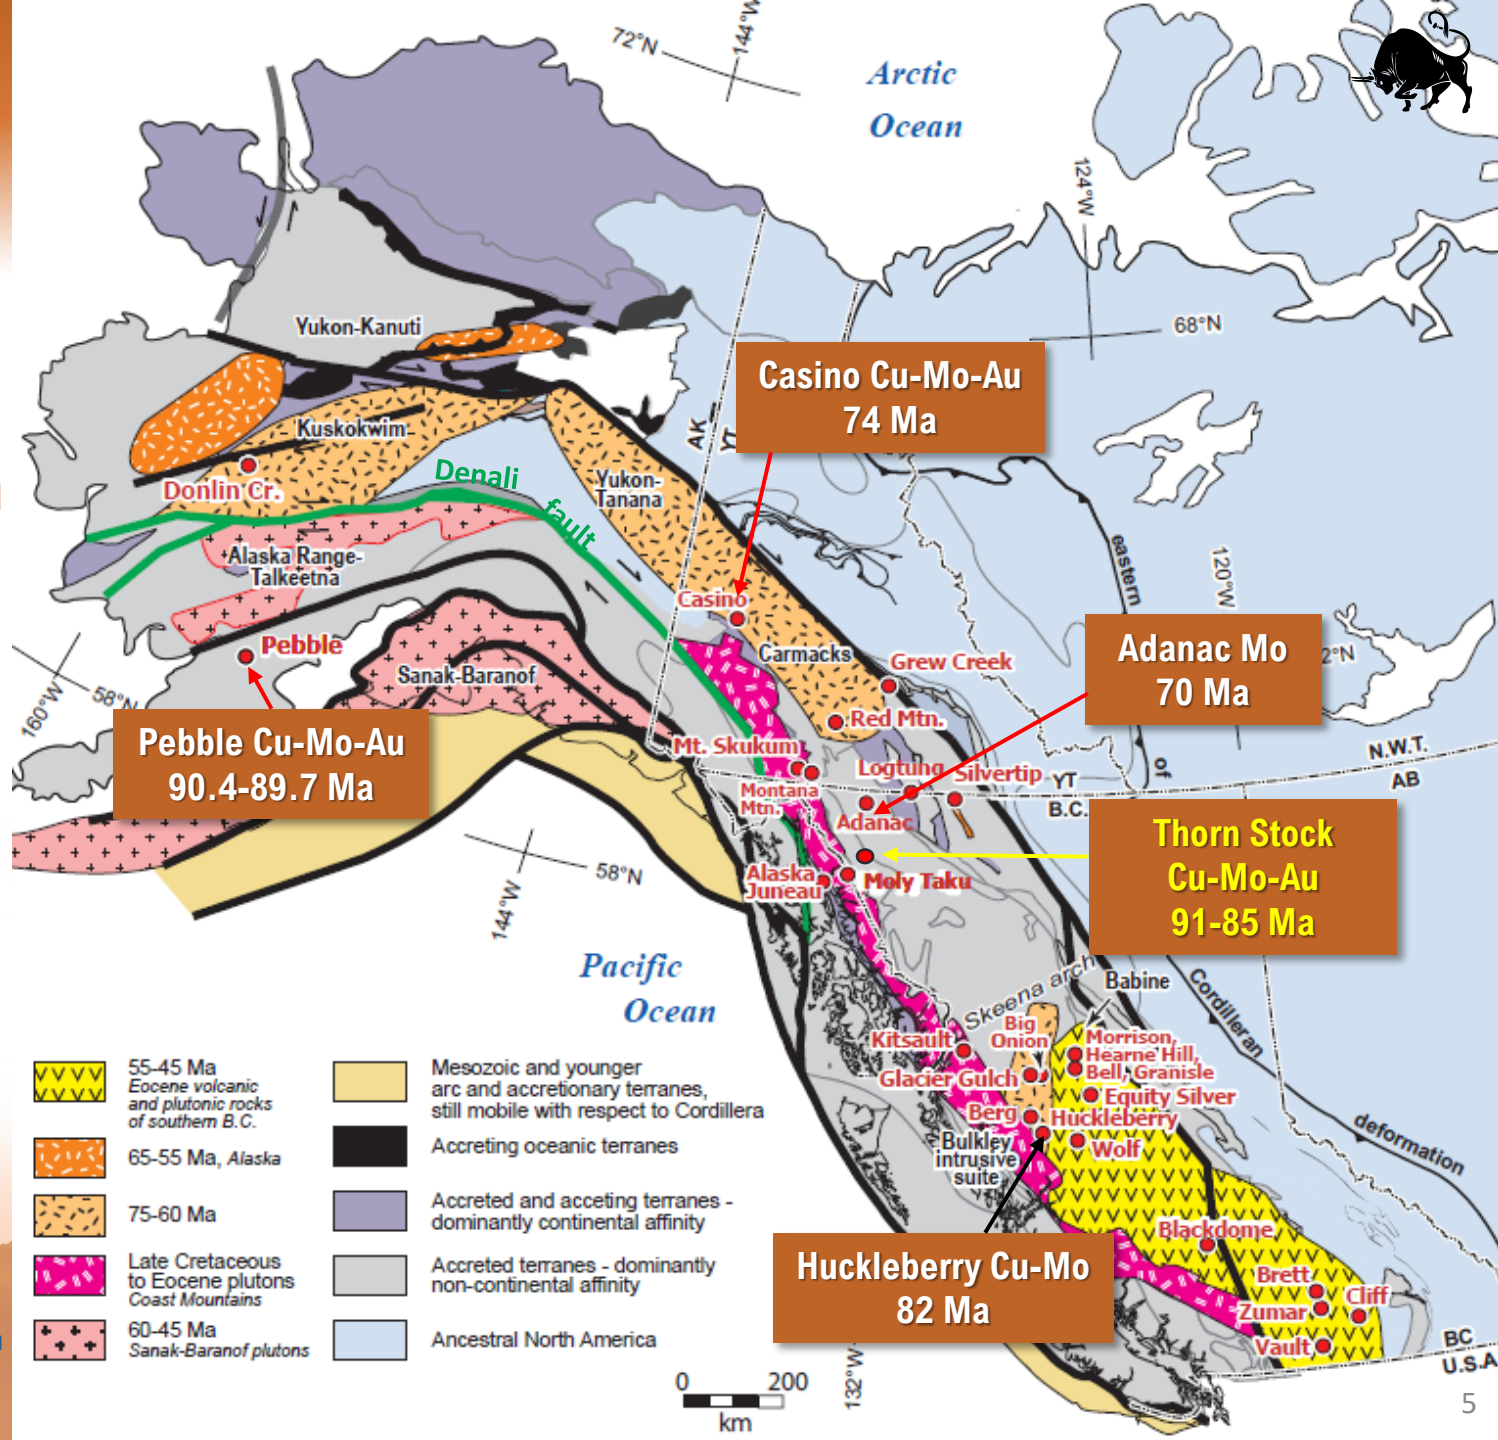 72°N
144°W
Arctic
Ocean
124°W
68°N
Yukon-Kanuti
Casino Cu-Mo-Au
74 Ma
AK
YT
Kuskokwim
Donlin Cr.
Denali
fault
Yukon-
Tanana
Alaska Range-
Talkeetna
eastern
120°W
Casino
Pebble
Sanak-Baranof
Carmacks
Grew Creek
Adanac Mo
70 Ma
2°N
160°W
58°N
Red Mtn.
Pebble Cu-Mo-Au
90.4-89.7 Ma
Mt. Skukum
Logtung
Silvertip
of
N.W.T.
AB
YT
B.C.
Montana
Mtn.
Adanac
Thorn Stock
Cu-Mo-Au
91-85 Ma
58°N
144°W
Alaska
Juneau
Moly Taku
Pacific
Ocean
Skeena arch
Babine
Cordilleran
Big
Onion
Kitsault
Morrison,
Hearne Hill,
Bell, Granisle
Glacier Gulch
Equity Silver
Berg
Huckleberry
Wolf
Bulkley
intrusive
suite
deformation
Blackdome
Huckleberry Cu-Mo
82 Ma
Brett
Cliff
Zumar
Vault
BC
U.S.A
132°W
55-45 Ma
Eocene volcanic
and plutonic rocks
of southern B.C.
65-55 Ma, Alaska
75-60 Ma
Late Cretaceous
to Eocene plutons
Coast Mountains
60-45 Ma
Sanak-Baranof plutons
Mesozoic and younger
arc and accretionary terranes,
still mobile with respect to Cordillera
Accreting oceanic terranes
Accreted and acceting terranes -
dominantly continental affinity
Accreted terranes - dominantly
non-continental affinity
Ancestral North America
0 200
km
5